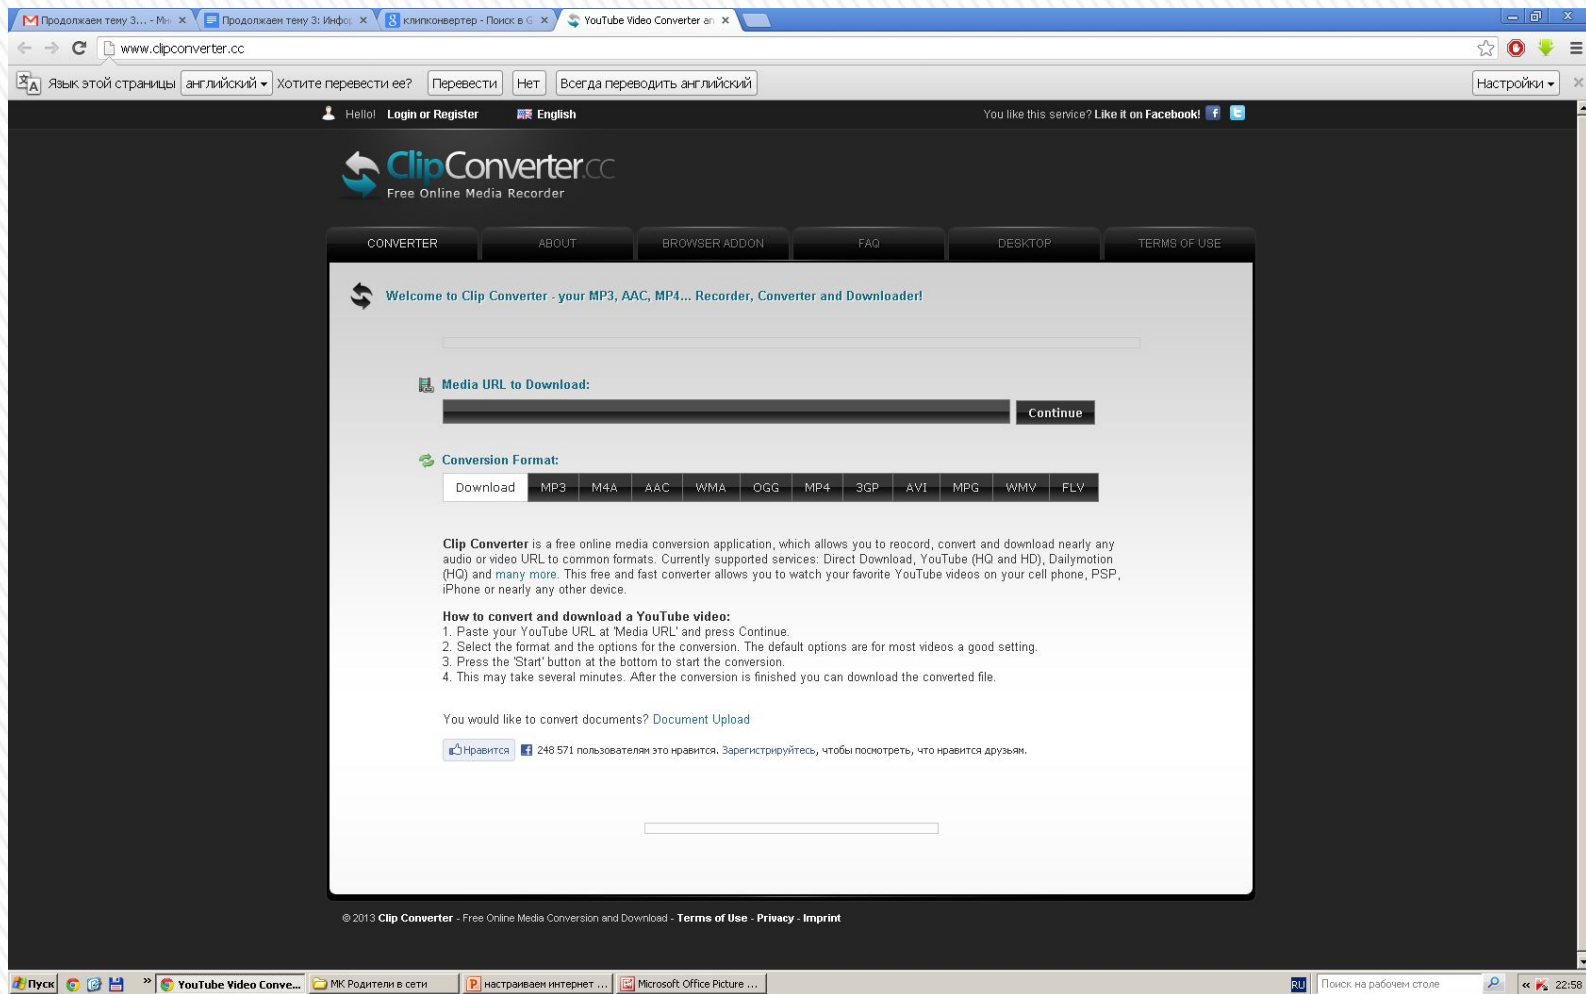 Продолжаем тему 3... - Mн
Продолжаем тему 3: Инфор
клипконвертер - Поиск в G
YouTube Video Converter an
www.clipconverter.cc
Язык этой страницы английский Хотите перевести ее? Перевести Нет Всегда переводить английский Настройки
Hello! Login or Register English You like this service? Like it on Facebook!
ClipConverter.cc
Free Online Media Recorder
CONVERTER ABOUT BROWSER ADDON FAQ DESKTOP TERMS OF USE
Welcome to Clip Converter - your MP3, AAC, MP4... Recorder, Converter and Downloader!
Media URL to Download:
Continue
Conversion Format:
Download MP3 M4A AAC WMA OGG MP4 3GP AVI MPG WMV FLV
Clip Converter is a free online media conversion application, which allows you to reocord, convert and download nearly any
audio or video URL to common formats. Currently supported services: Direct Download, YouTube (HQ and HD), Dailymotion
(HQ) and many more. This free and fast converter allows you to watch your favorite YouTube videos on your cell phone, PSP,
iPhone or nearly any other device.
How to convert and download a YouTube video:
1. Paste your YouTube URL at 'Media URL' and press Continue.
2. Select the format and the options for the conversion. The default options are for most videos a good setting.
3. Press the 'Start' button at the bottom to start the conversion.
4. This may take several minutes. After the conversion is finished you can download the converted file.
You would like to convert documents? Document Upload
Нравится 248 571 пользователям это нравится. Зарегистрируйтесь, чтобы посмотреть, что нравится друзьям.
© 2013 Clip Converter - Free Online Media Conversion and Download - Terms of Use - Privacy - Imprint
Пуск » YouTube Video Conve... МК Родители в сети настраиваем интернет ... Microsoft Office Picture ... RU Поиск на рабочем столе « 22:58